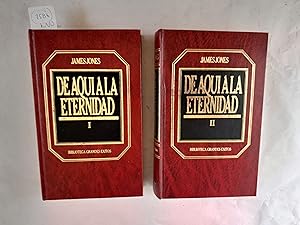 JAMES JONES
DE AQUI A LA
ETERNIDAD
I
BIBLIOTECA GRANDES EXITOS
JAMES JONES
DE AQUI A LA
ETERNIDAD
II
BIBLIOTECA GRANDES EXITOS